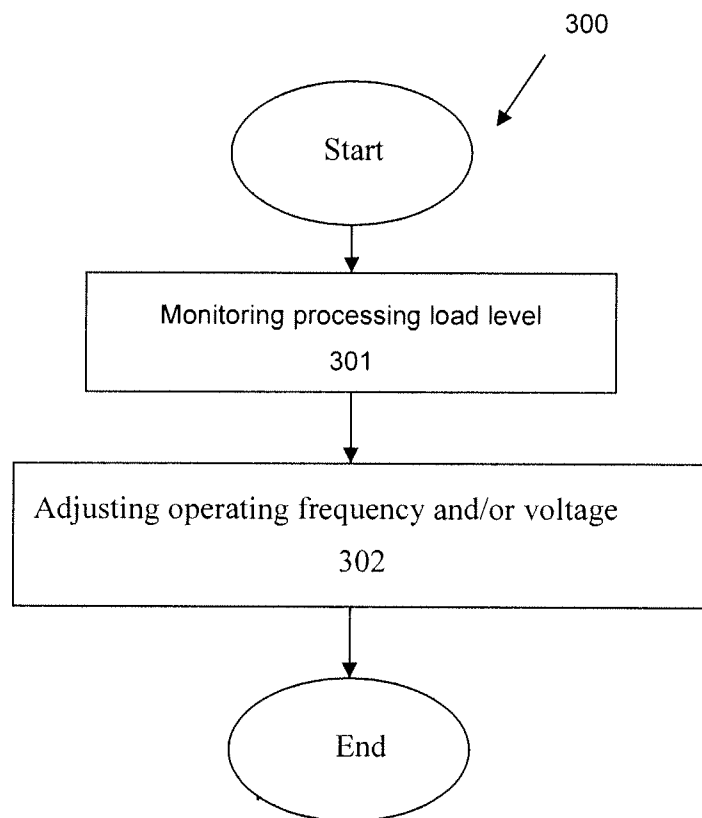 300
Start
Monitoring processing load level
301
Adjusting operating frequency and/or voltage
302
End